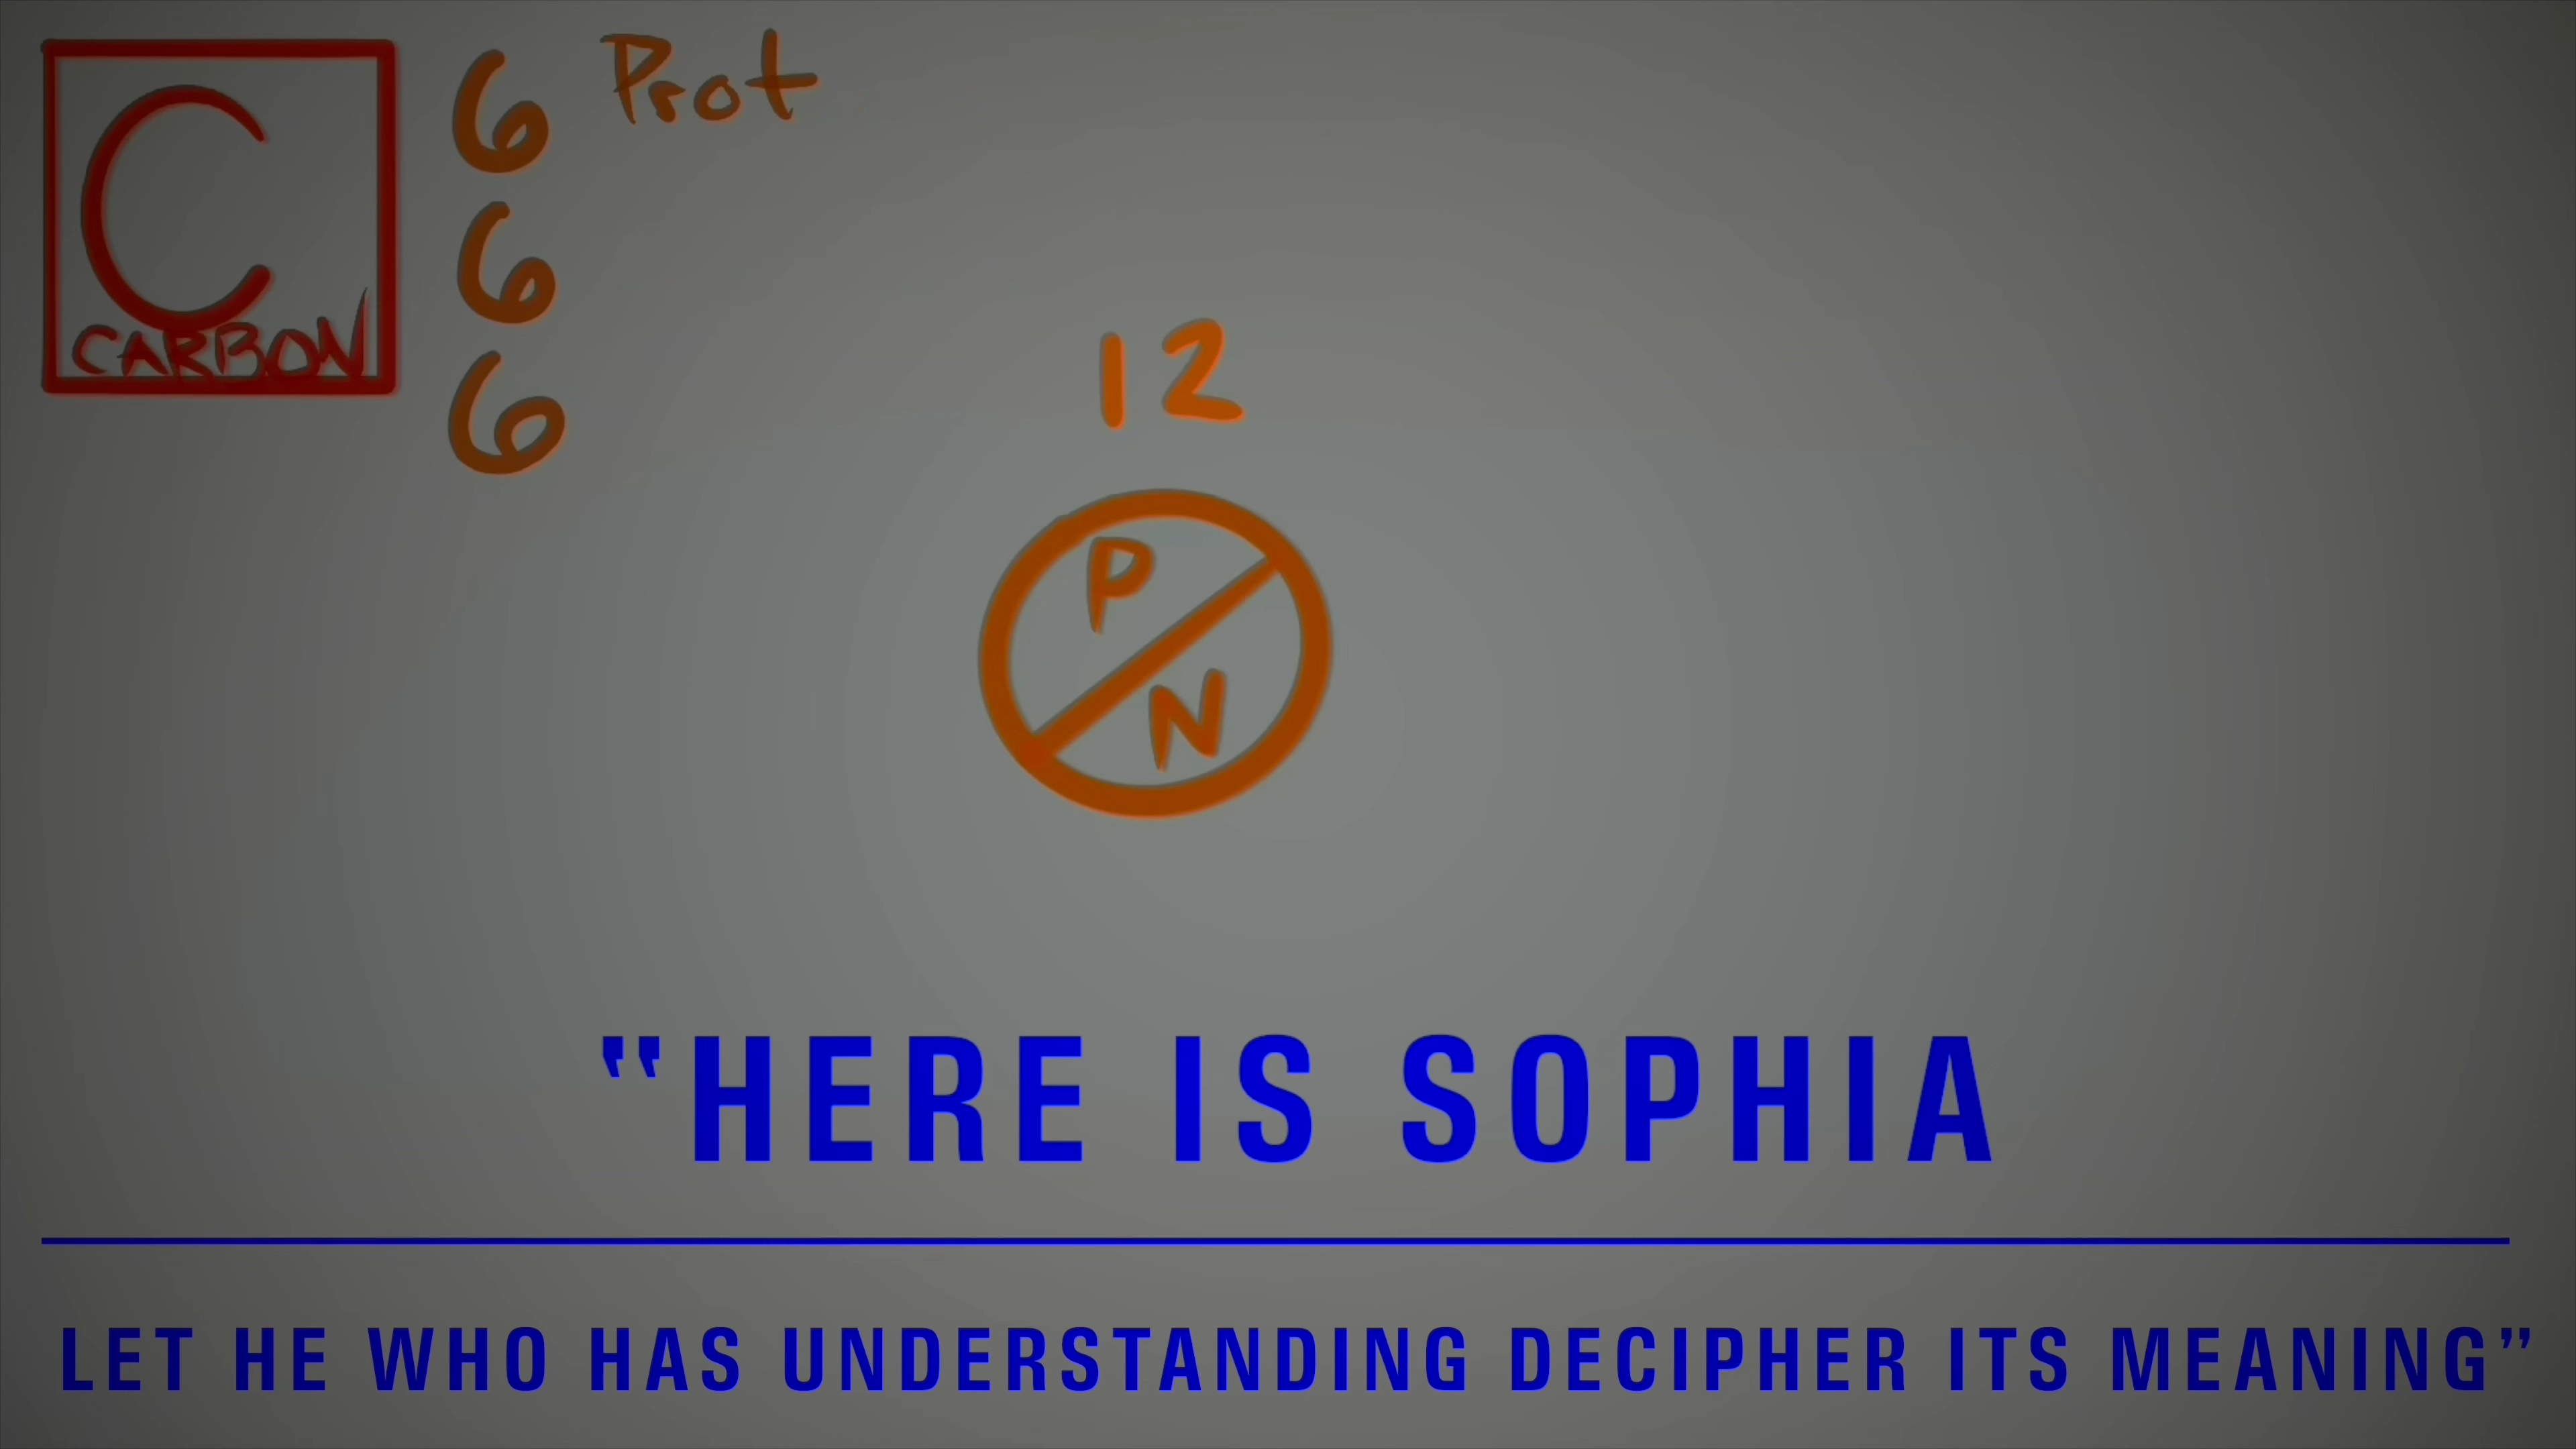 C
CARBON
6 Prot
6
6
12
P
N
"HERE IS SOPHIA
LET HE WHO HAS UNDERSTANDING DECIPHER ITS MEANING"